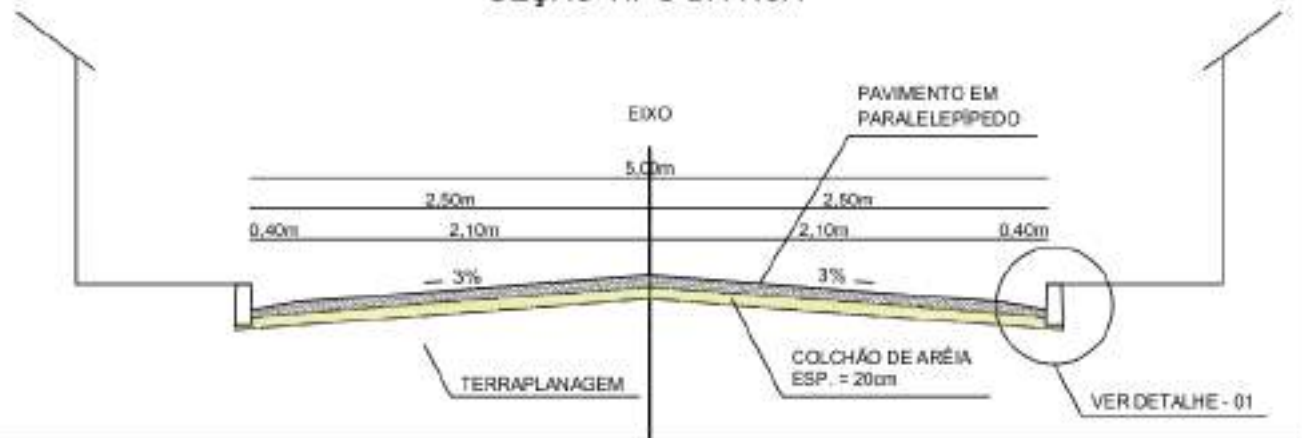 EIXO
PAVIMENTO EM
PARALELEPÍPEDO
5,00m
2,50m
2,50m
0,40m
2,10m
2,10m
0,40m
3%
3%
TERRAPLANAGEM
COLCHÃO DE ARÉIA
ESP. = 20cm
VER DETALHE - 01